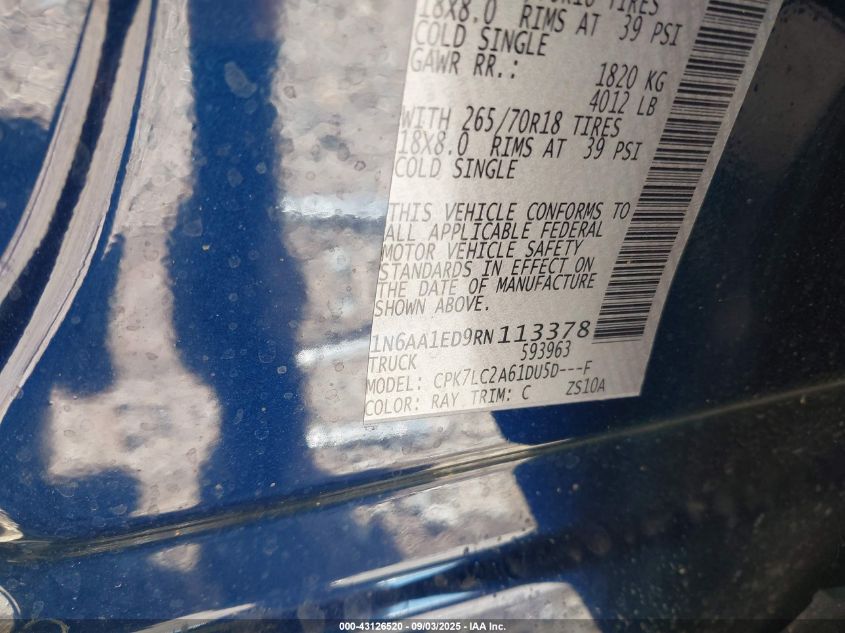 18X8.0 RIMS AT 39 PSI
COLD SINGLE
GAWR RR.: 1820 KG
4012 LB
WITH 265/70R18 TIRES
18X8.0 RIMS AT 39 PSI
COLD SINGLE
THIS VEHICLE CONFORMS TO
ALL APPLICABLE FEDERAL
MOTOR VEHICLE SAFETY
STANDARDS IN EFFECT ON
THE DATE OF MANUFACTURE
SHOWN ABOVE.
1N6AA1ED9RN113378
TRUCK 593963
MODEL: CPK7LC2A61DU5D---F
COLOR: RAY TRIM: C ZS10A
000-43126520 - 09/03/2025 - IAA Inc.